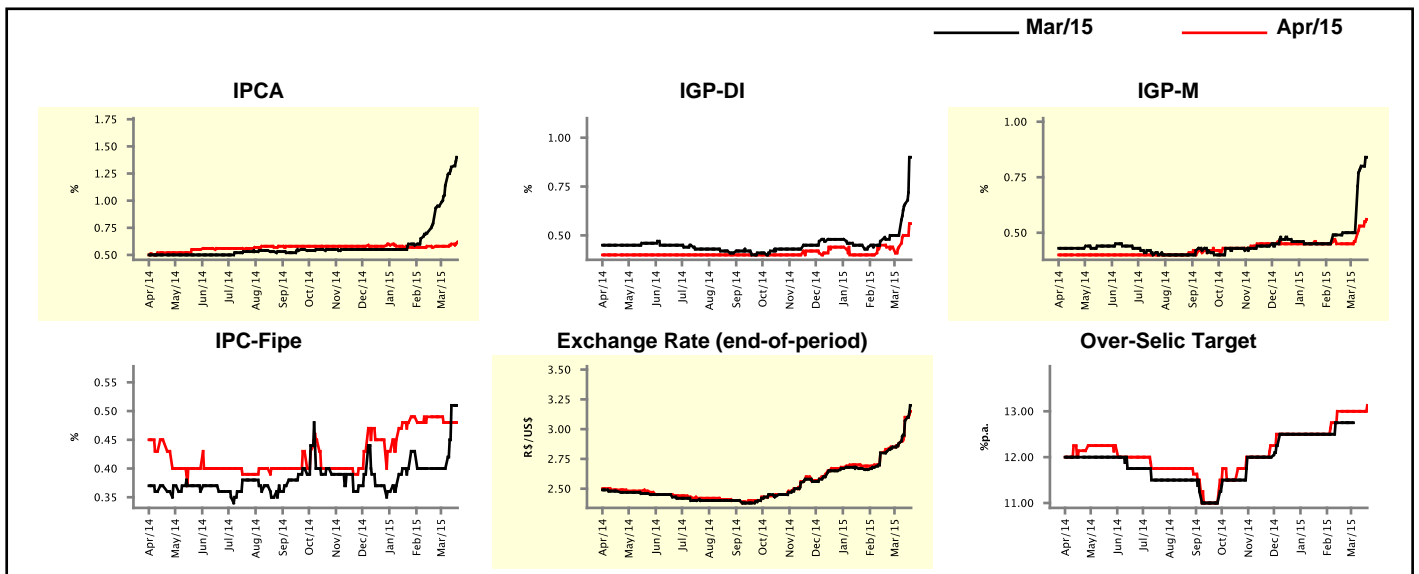 Mar/15 Apr/15
IPCA
1.75
1.50
1.25
1.00
0.75
0.50
%
Apr/14 May/14 Jun/14 Jul/14 Aug/14 Sep/14 Oct/14 Nov/14 Dec/14 Jan/15 Feb/15 Mar/15
IGP-DI
1.00
0.75
0.50
%
Apr/14 May/14 Jun/14 Jul/14 Aug/14 Sep/14 Oct/14 Nov/14 Dec/14 Jan/15 Feb/15 Mar/15
IGP-M
1.00
0.75
0.50
%
Apr/14 May/14 Jun/14 Jul/14 Aug/14 Sep/14 Oct/14 Nov/14 Dec/14 Jan/15 Feb/15 Mar/15
IPC-Fipe
0.55
0.50
0.45
0.40
0.35
%
Apr/14 May/14 Jun/14 Jul/14 Aug/14 Sep/14 Oct/14 Nov/14 Dec/14 Jan/15 Feb/15 Mar/15
Exchange Rate (end-of-period)
3.50
3.25
3.00
2.75
2.50
R$/US$
Apr/14 May/14 Jun/14 Jul/14 Aug/14 Sep/14 Oct/14 Nov/14 Dec/14 Jan/15 Feb/15 Mar/15
Over-Selic Target
13.00
12.00
11.00
%p.a.
Apr/14 May/14 Jun/14 Jul/14 Aug/14 Sep/14 Oct/14 Nov/14 Dec/14 Jan/15 Feb/15 Mar/15